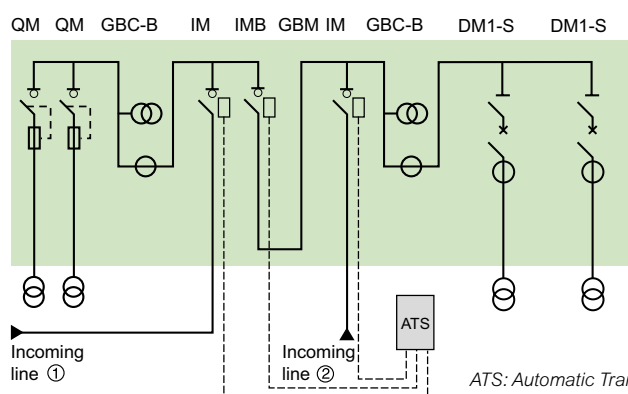 QM QM GBC-B IM IMB GBM IM GBC-B DM1-S DM1-S
ATS
Incoming
line ①
Incoming
line ②
ATS: Automatic